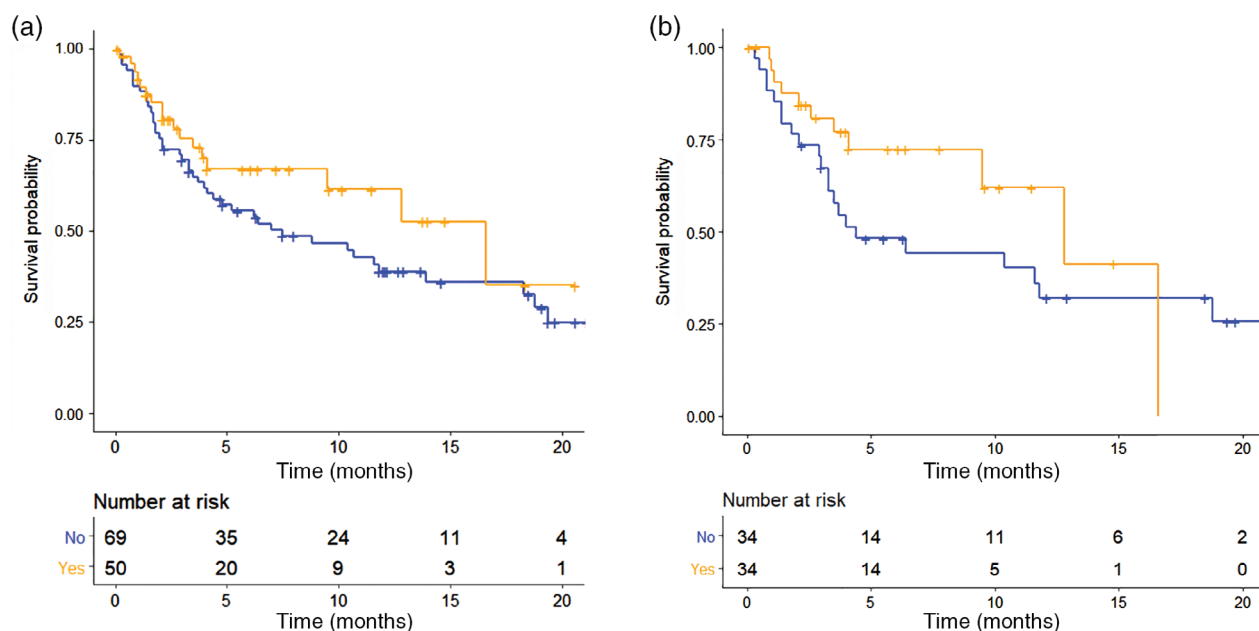 (a)
Survival probability
1.00
0.75
0.50
0.25
0.00
0 5 10 15 20
Time (months)
Number at risk
No 69 35 24 11 4
Yes 50 20 9 3 1
0 5 10 15 20
Time (months)
(b)
Survival probability
1.00
0.75
0.50
0.25
0.00
0 5 10 15 20
Time (months)
Number at risk
No 34 14 11 6 2
Yes 34 14 5 1 0
0 5 10 15 20
Time (months)